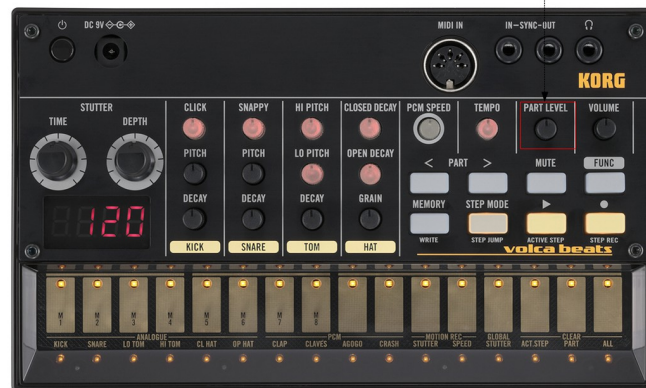 DC 9V
MIDI IN
IN-SYNC-OUT
KORG
STUTTER
TIME
DEPTH
CLICK
SNAPPY
HI PITCH
CLOSED DECAY
PCM SPEED
TEMPO
PART LEVEL
VOLUME
PITCH
PITCH
LO PITCH
OPEN DECAY
< PART >
MUTE
FUNC
DECAY
DECAY
DECAY
GRAIN
MEMORY
STEP MODE
120
KICK
SNARE
TOM
HAT
WRITE
STEP JUMP
ACTIVE STEP
STEP REC
volca beats
M 1
M 2
M 3
M 4
M 5
M 6
M 7
M 8
ANALOGUE
PCM
MOTION REC
GLOBAL
CLEAR
KICK
SNARE
LO TOM
HI TOM
CL HAT
OP HAT
CLAP
CLAVES
AGOGO
CRASH
STUTTER
SPEED
STUTTER
ACT.STEP
PART
ALL